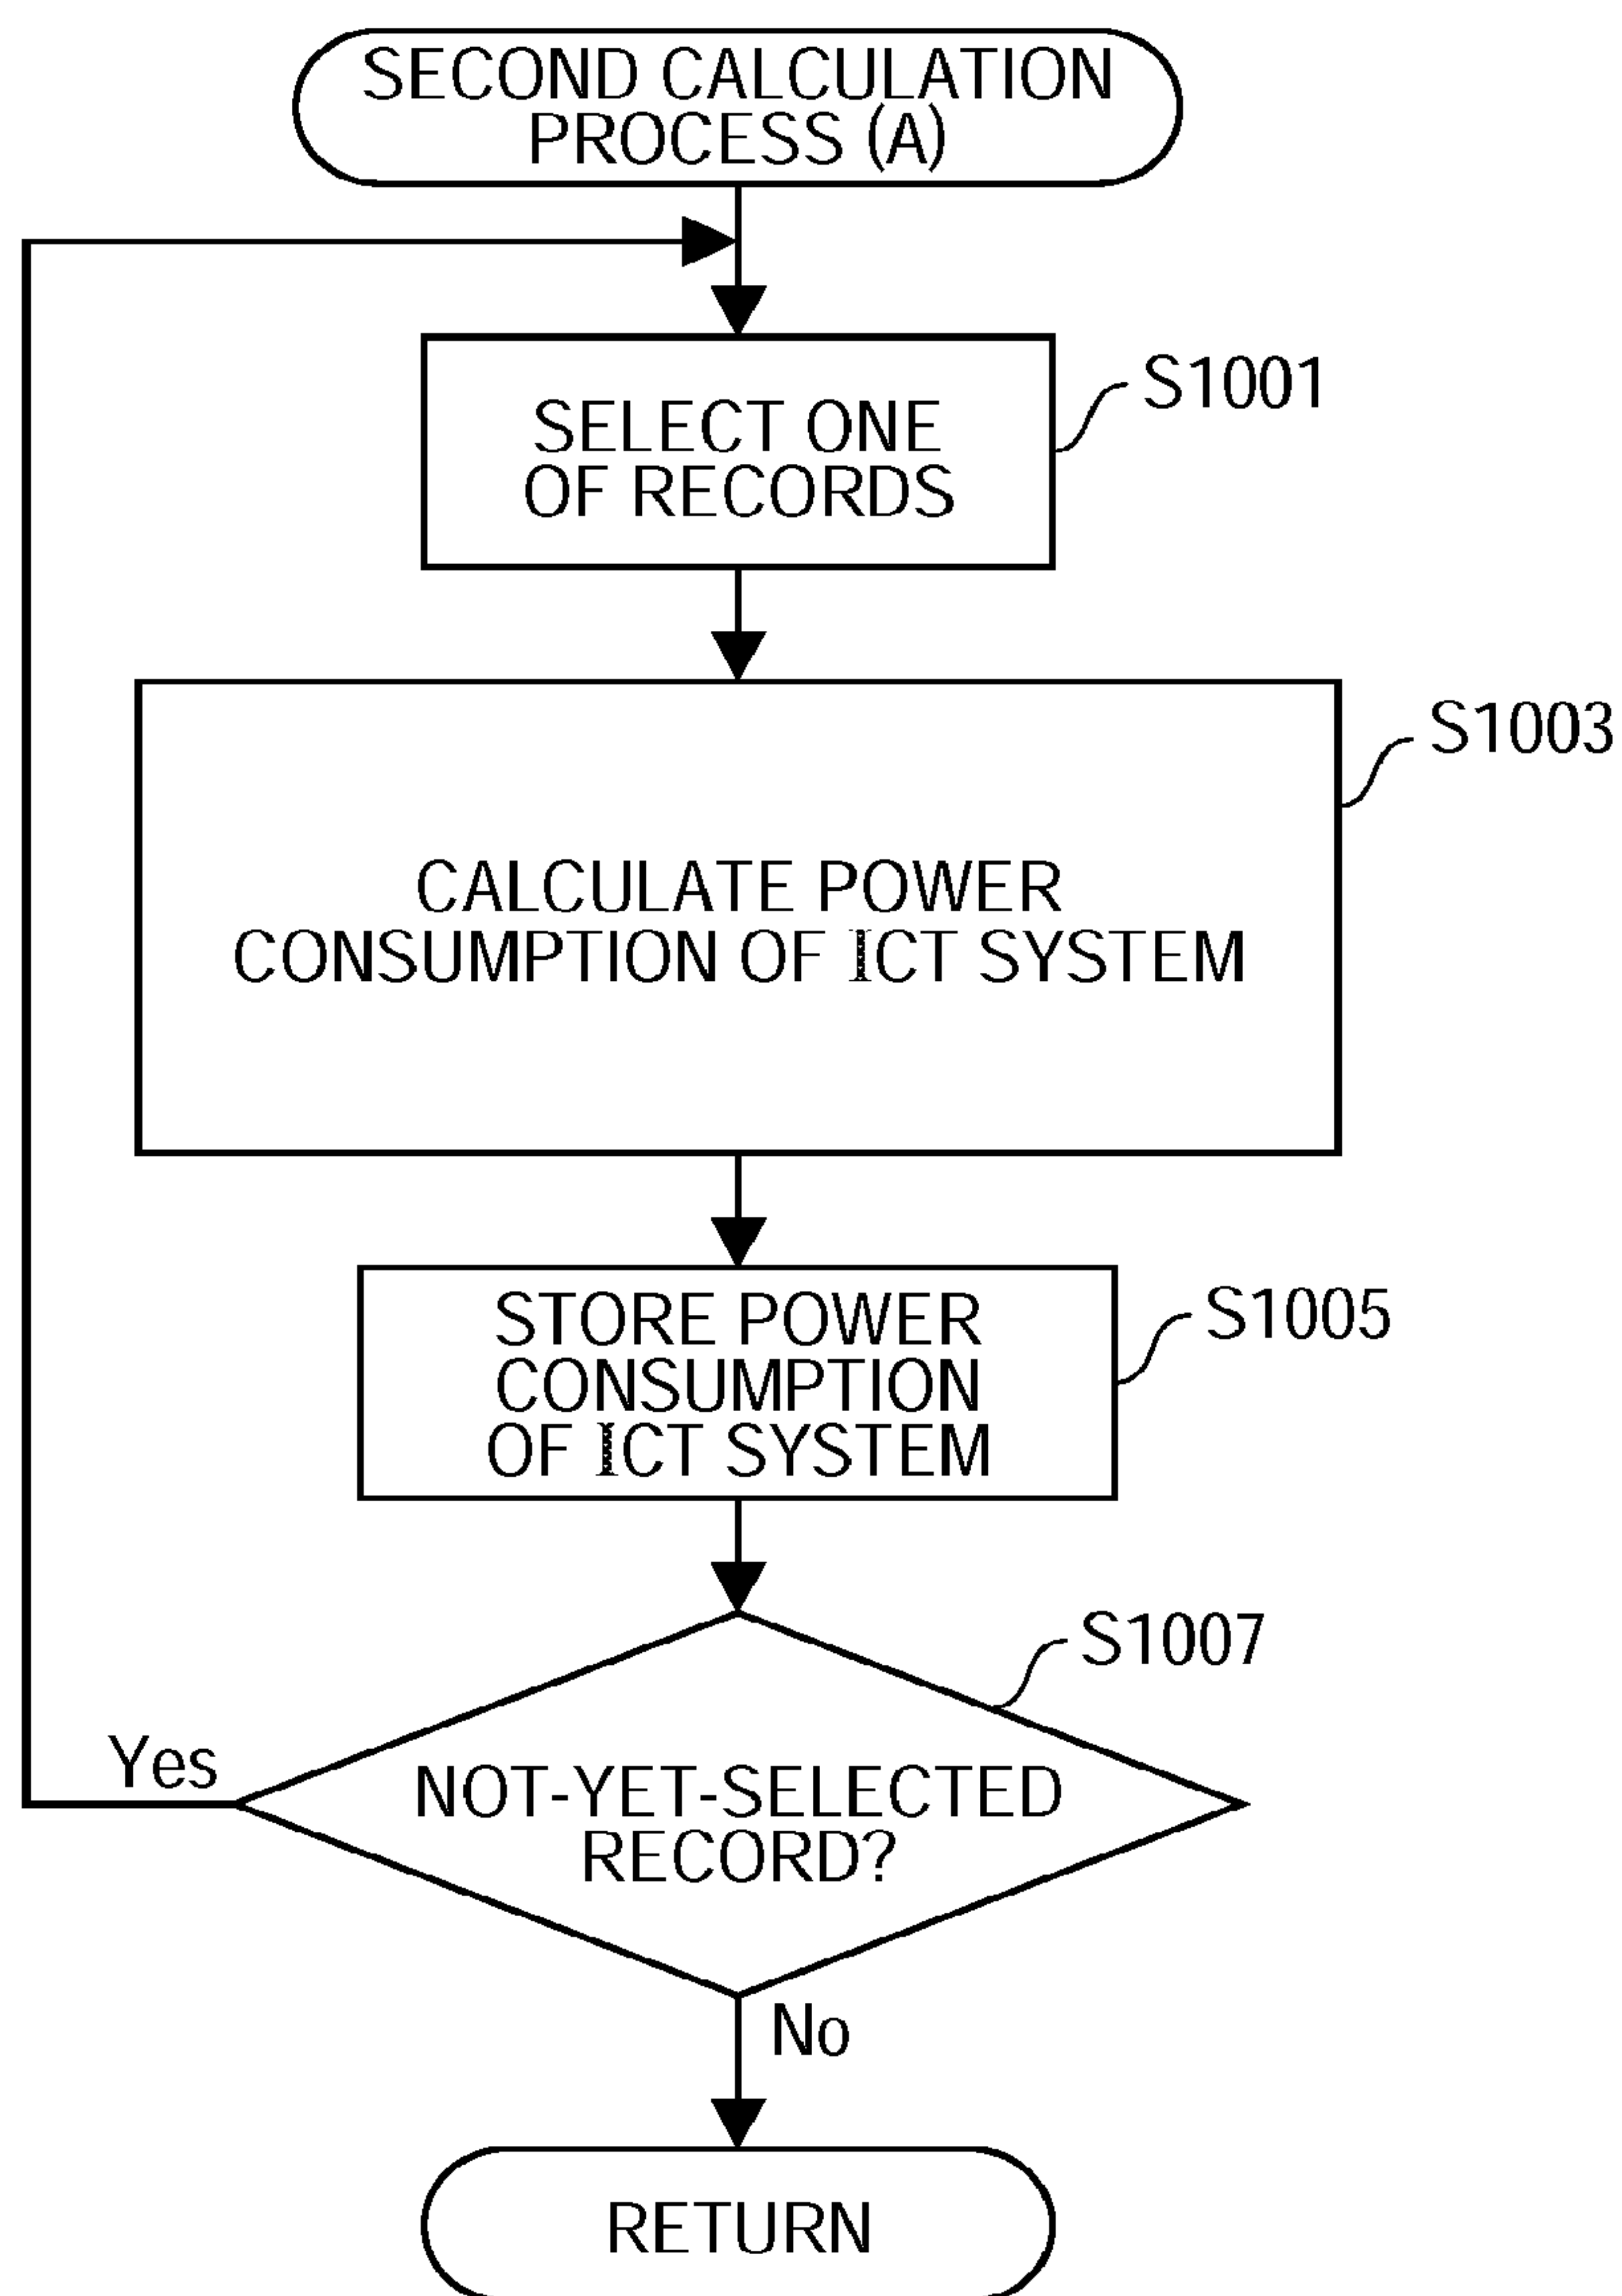 SECOND CALCULATION
PROCESS (A)
SELECT ONE
OF RECORDS
S1001
S1003
CALCULATE POWER
CONSUMPTION OF ICT SYSTEM
STORE POWER
CONSUMPTION
OF ICT SYSTEM
S1005
S1007
Yes
NOT-YET-SELECTED
RECORD?
No
RETURN